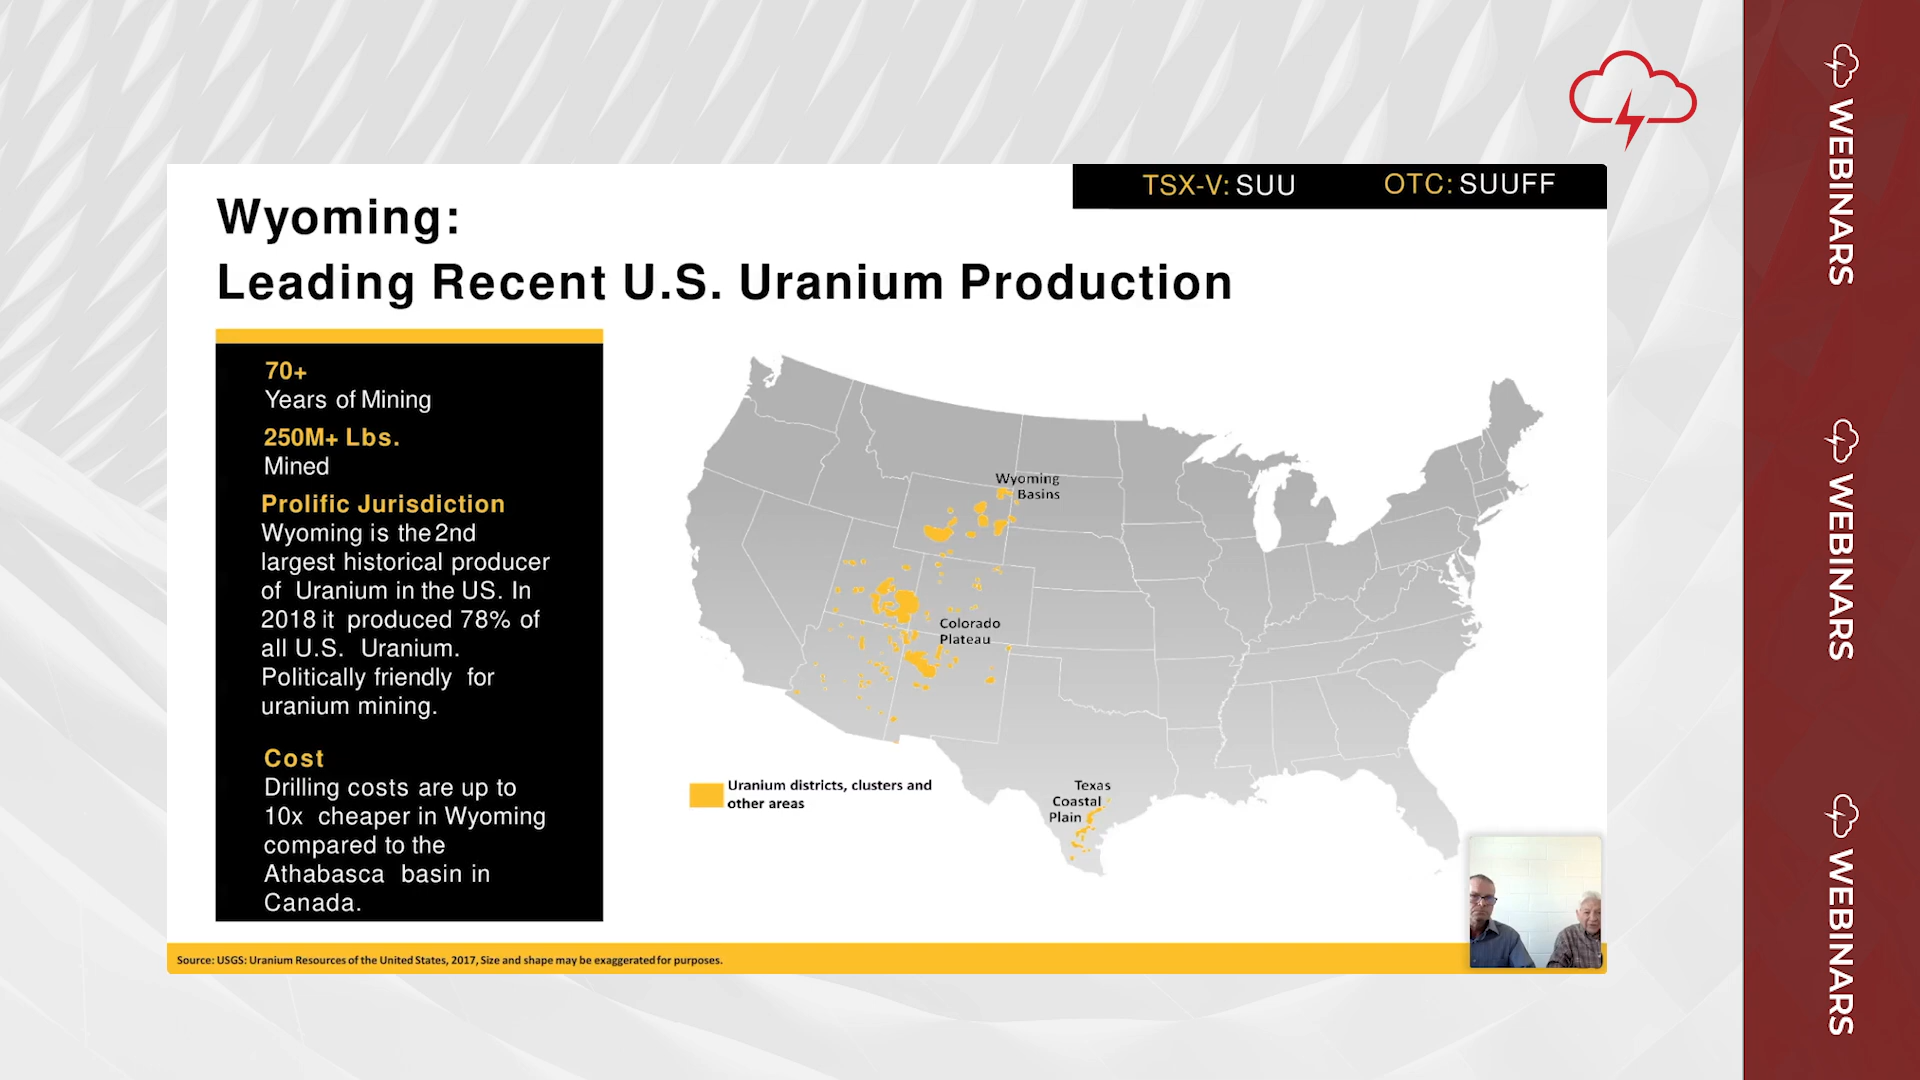 TSX-V: SUU OTC: SUUFF
Wyoming:
Leading Recent U.S. Uranium Production
70+
Years of Mining
250M+ Lbs.
Mined
Prolific Jurisdiction
Wyoming is the 2nd
largest historical producer
of Uranium in the US. In
2018 it produced 78% of
all U.S. Uranium.
Politically friendly for
uranium mining.
Cost
Drilling costs are up to
10x cheaper in Wyoming
compared to the
Athabasca basin in
Canada.
Wyoming
Basins
Colorado
Plateau
Texas
Coastal
Plain
Uranium districts, clusters and
other areas
Source: USGS: Uranium Resources of the United States, 2017, Size and shape may be exaggerated for purposes.
WEBINARS
WEBINARS
WEBINARS